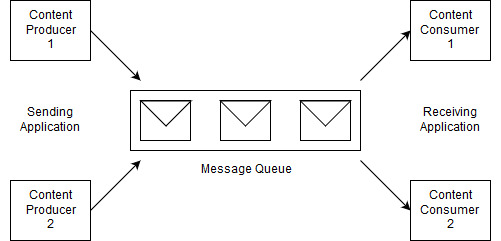 Content
Producer
1
Content
Consumer
1
Sending
Application
Receiving
Application
Message Queue
Content
Producer
2
Content
Consumer
2